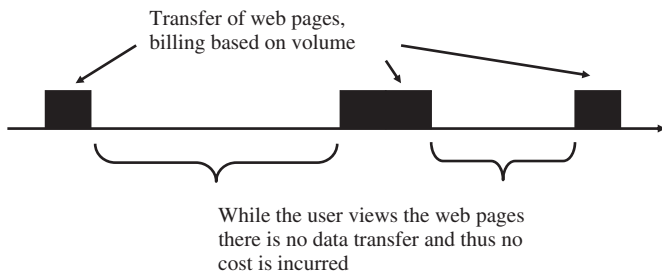 Transfer of web pages,
billing based on volume
While the user views the web pages
there is no data transfer and thus no
cost is incurred